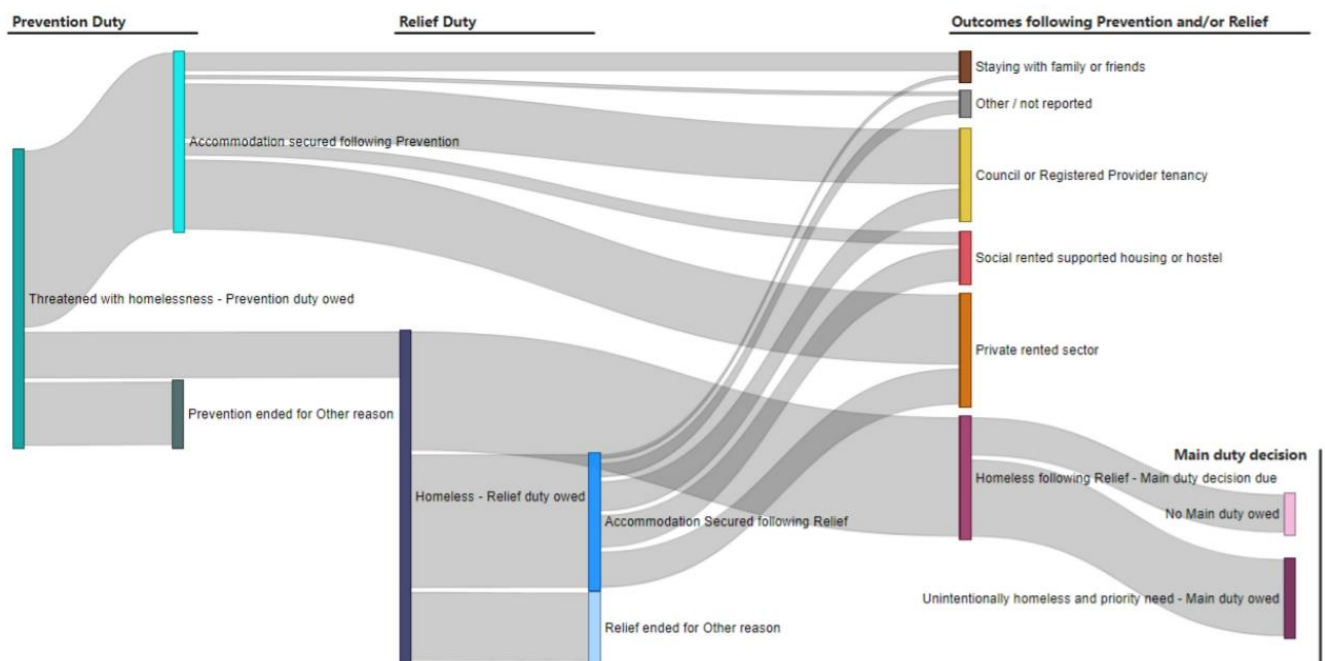 Prevention Duty
Relief Duty
Outcomes following Prevention and/or Relief
Staying with family or friends
Other / not reported
Accommodation secured following Prevention
Council or Registered Provider tenancy
Social rented supported housing or hostel
Threatened with homelessness - Prevention duty owed
Private rented sector
Prevention ended for Other reason
Main duty decision
Homeless following Relief - Main duty decision due
Homeless - Relief duty owed
No Main duty owed
Accommodation Secured following Relief
Unintentionally homeless and priority need - Main duty owed
Relief ended for Other reason